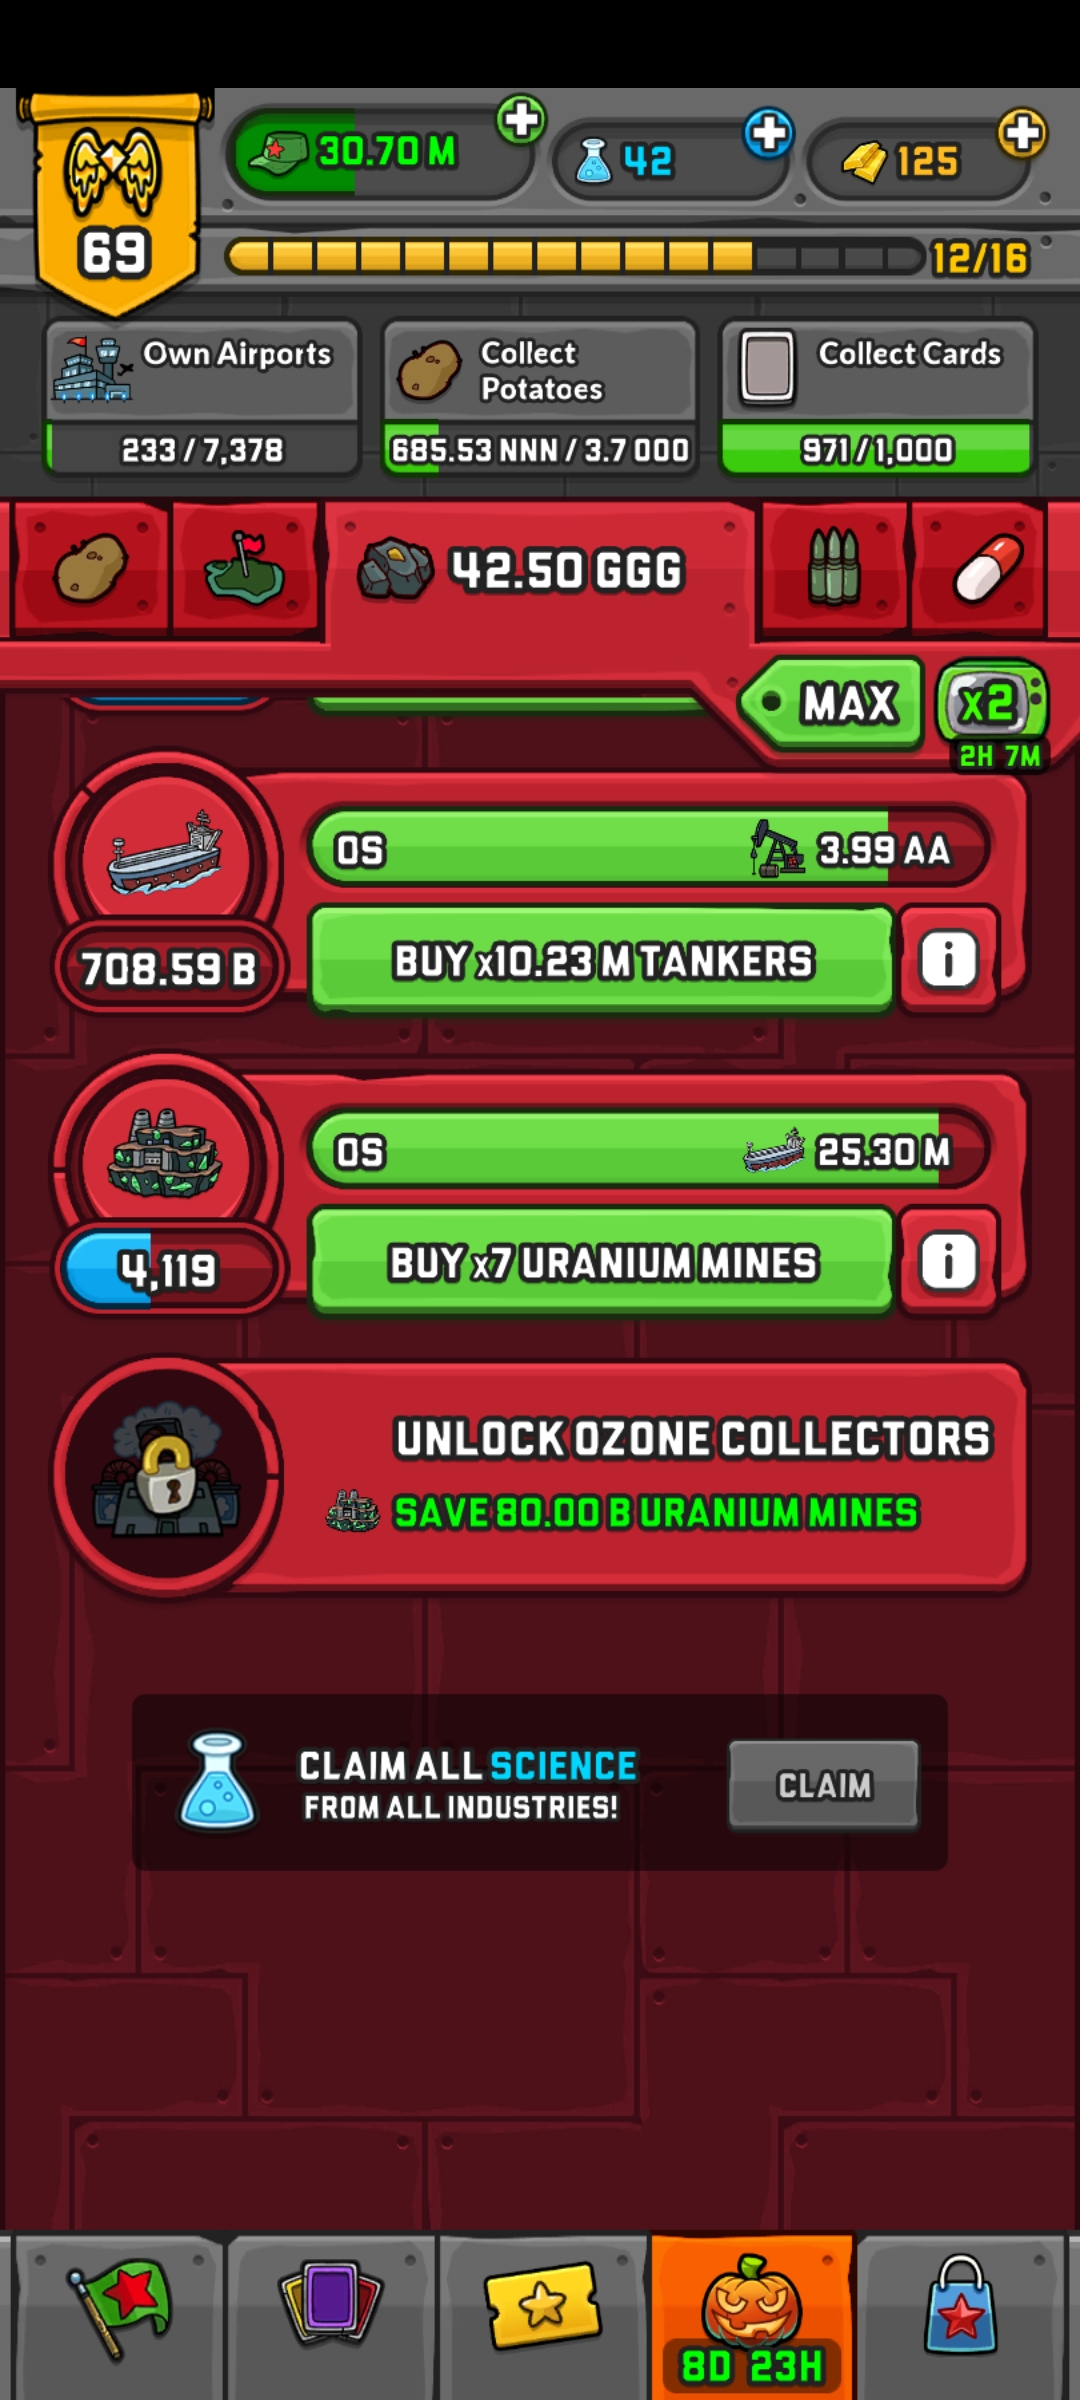 69
30.70 M
42
125
12/16
Own Airports
233 / 7,378
Collect
Potatoes
685.53 NNN / 3.7 OOO
Collect Cards
971 / 1,000
42.50 GGG
MAX
x2
2H 7M
0S
3.99 AA
708.59 B
BUY x10.23 M TANKERS
i
0S
25.30 M
4,119
BUY x7 URANIUM MINES
i
UNLOCK OZONE COLLECTORS
SAVE 80.00 B URANIUM MINES
CLAIM ALL SCIENCE
FROM ALL INDUSTRIES!
CLAIM
8D 23H